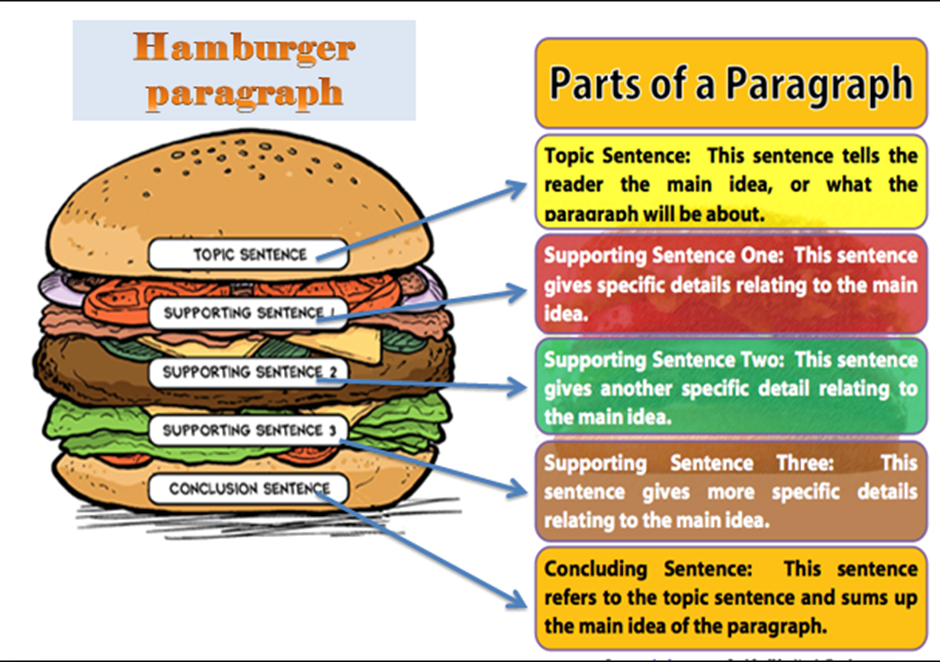 Hamburger
paragraph
TOPIC SENTENCE
SUPPORTING SENTENCE 1
SUPPORTING SENTENCE 2
SUPPORTING SENTENCE 3
CONCLUSION SENTENCE
Parts of a Paragraph
Topic Sentence: This sentence tells the
reader the main idea, or what the
paragraph will be about.
Supporting Sentence One: This sentence
gives specific details relating to the main
idea.
Supporting Sentence Two: This sentence
gives another specific detail relating to
the main idea.
Supporting Sentence Three: This
sentence gives more specific details
relating to the main idea.
Concluding Sentence: This sentence
refers to the topic sentence and sums up
the main idea of the paragraph.